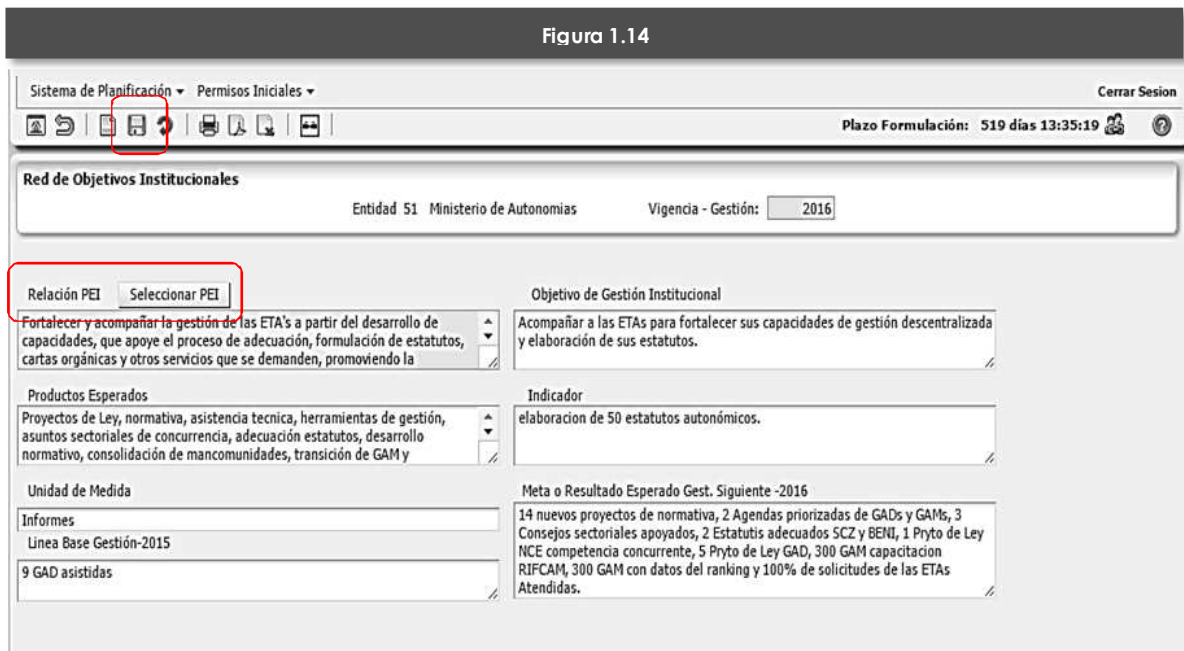 Figura 1.14
Sistema de Planificación Permisos Iniciales Cerrar Sesion
Plazo Formulación: 519 días 13:35:19
Red de Objetivos Institucionales
Entidad 51 Ministerio de Autonomias Vigencia - Gestión: 2016
Relación PEI Seleccionar PEI
Fortalecer y acompañar la gestión de las ETA's a partir del desarrollo de
capacidades, que apoye el proceso de adecuación, formulación de estatutos,
cartas orgánicas y otros servicios que se demanden, promoviendo la
Objetivo de Gestión Institucional
Acompañar a las ETAs para fortalecer sus capacidades de gestión descentralizada
y elaboración de sus estatutos.
Productos Esperados
Proyectos de Ley, normativa, asistencia tecnica, herramientas de gestión,
asuntos sectoriales de concurrencia, adecuación estatutos, desarrollo
normativo, consolidación de mancomunidades, transición de GAM y
Indicador
elaboracion de 50 estatutos autonómicos.
Unidad de Medida
Informes
Linea Base Gestión-2015
9 GAD asistidas
Meta o Resultado Esperado Gest. Siguiente -2016
14 nuevos proyectos de normativa, 2 Agendas priorizadas de GADs y GAMs, 3
Consejos sectoriales apoyados, 2 Estatutis adecuados SCZ y BENI, 1 Pryto de Ley
NCE competencia concurrente, 5 Pryto de Ley GAD, 300 GAM capacitacion
RIFCAM, 300 GAM con datos del ranking y 100% de solicitudes de las ETAs
Atendidas.